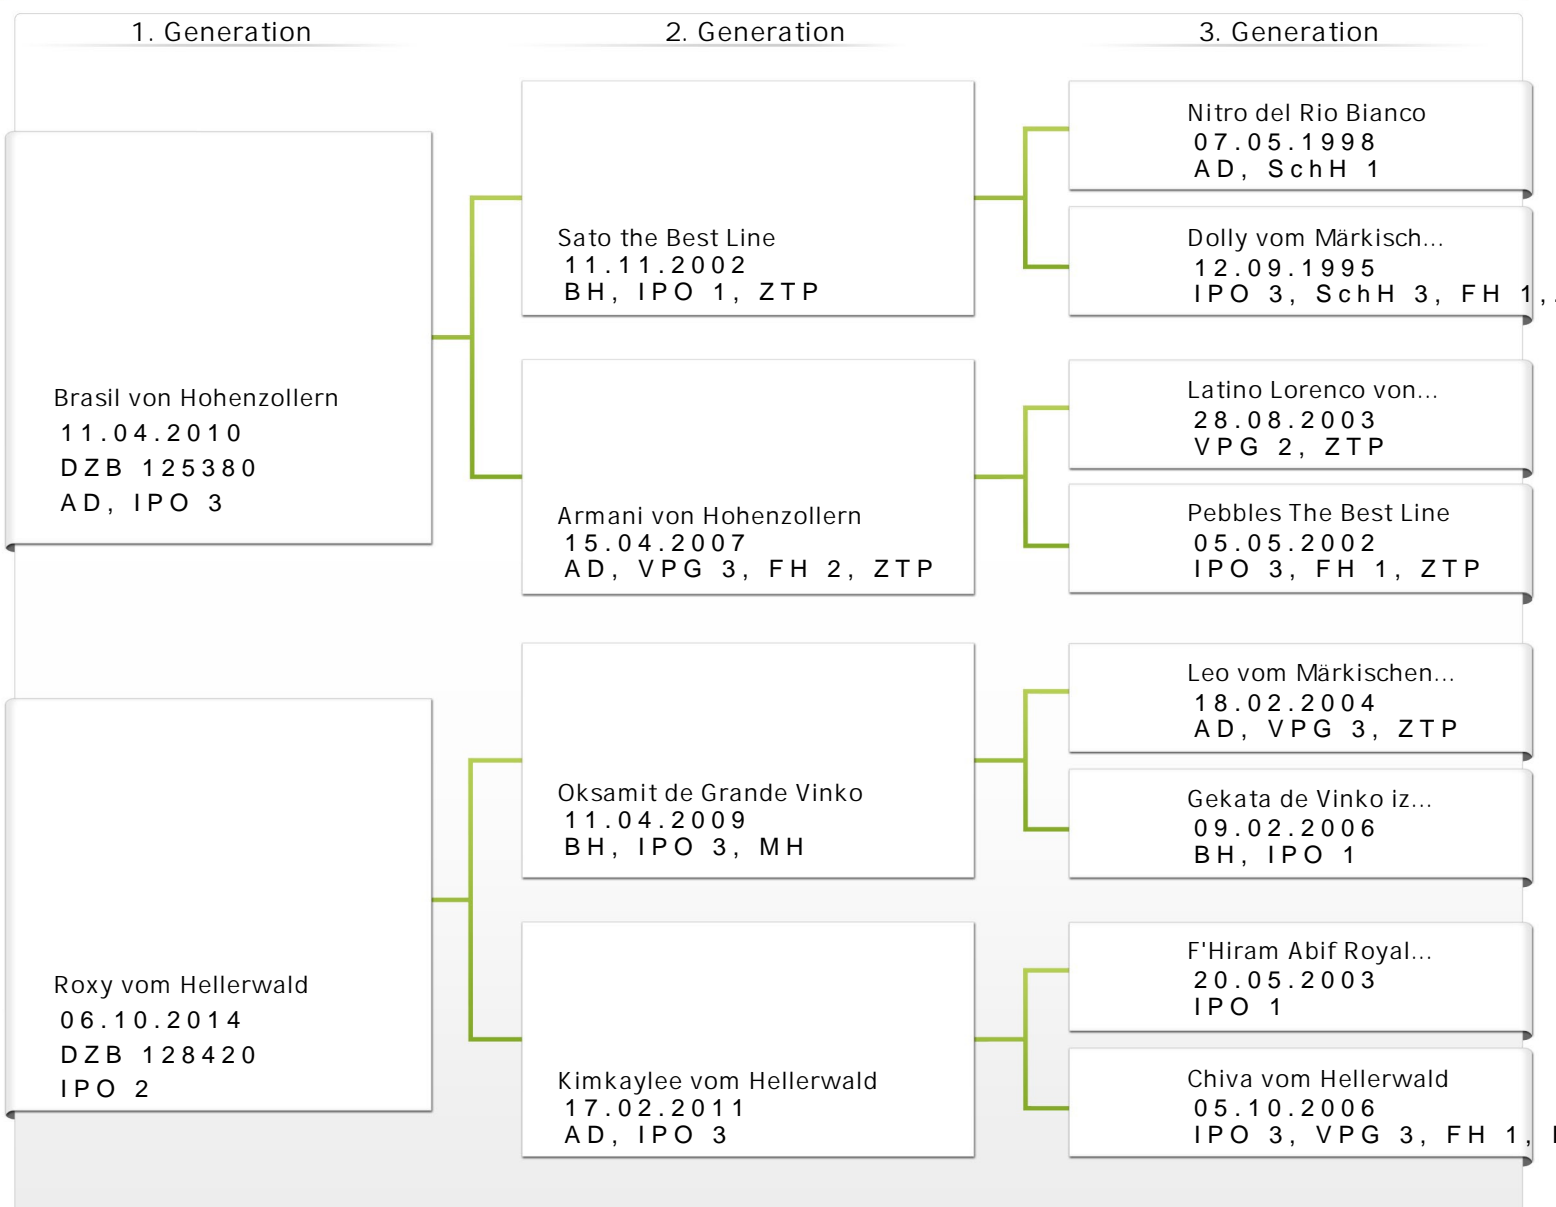 1. Generation
2. Generation
3. Generation
Brasil von Hohenzollern
11.04.2010
DZB 125380
AD, IPO 3
Roxy vom Hellerwald
06.10.2014
DZB 128420
IPO 2
Sato the Best Line
11.11.2002
BH, IPO 1, ZTP
Armani von Hohenzollern
15.04.2007
AD, VPG 3, FH 2, ZTP
Oksamit de Grande Vinko
11.04.2009
BH, IPO 3, MH
Kimkaylee vom Hellerwald
17.02.2011
AD, IPO 3
Nitro del Rio Bianco
07.05.1998
AD, SchH 1
Dolly vom Märkisch...
12.09.1995
IPO 3, SchH 3, FH 1,
Latino Lorenco von...
28.08.2003
VPG 2, ZTP
Pebbles The Best Line
05.05.2002
IPO 3, FH 1, ZTP
Leo vom Märkischen...
18.02.2004
AD, VPG 3, ZTP
Gekata de Vinko iz...
09.02.2006
BH, IPO 1
F'Hiram Abif Royal...
20.05.2003
IPO 1
Chiva vom Hellerwald
05.10.2006
IPO 3, VPG 3, FH 1,